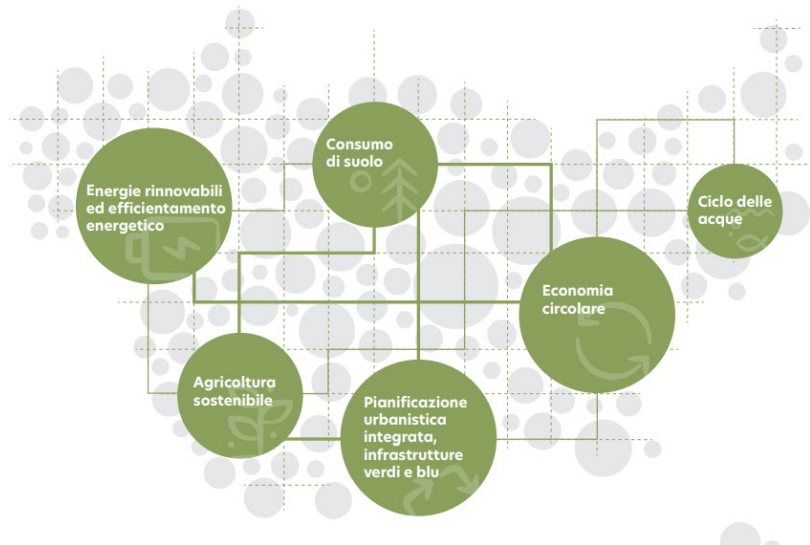 Consumo
di suolo
Energie rinnovabili
ed efficientamento
energetico
Ciclo delle
acque
Economia
circolare
Agricoltura
sostenibile
Pianificazione
urbanistica
integrata,
infrastrutture
verdi e blu